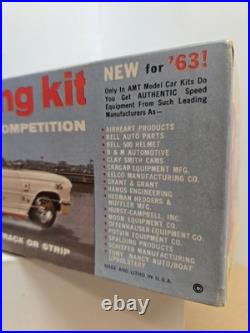 ng kit
COMPETITION
TRACK OR STRIP
NEW for '63!
Only In AMT Model Car Kits Do
You Get AUTHENTIC Speed
Equipment From Such Leading
Manufacturers As—
• AIRHEART PRODUCTS
• BELL AUTO PARTS
• BELL 500 HELMET
• B & M AUTOMOTIVE
• CLAY SMITH CAMS
• CRAGAR EQUIPMENT MFG.
• EELCO MANUFACTURING CO.
• GRANT & GRANT
• HANDS ENGINEERING
• HEDMAN HEDDERS &
MUFFLER MFG.
• HURST-CAMPBELL, INC.
• MOON EQUIPMENT CO.
• OFFENHAUSER EQUIPMENT CO.
• POTVIN EQUIPMENT CO.
• SPALDING PRODUCTS
• SCHIEFER MANUFACTURING
• TONY NANCY AUTO/BOAT
UPHOLSTERY
MADE AND LITHO IN U.S.A.